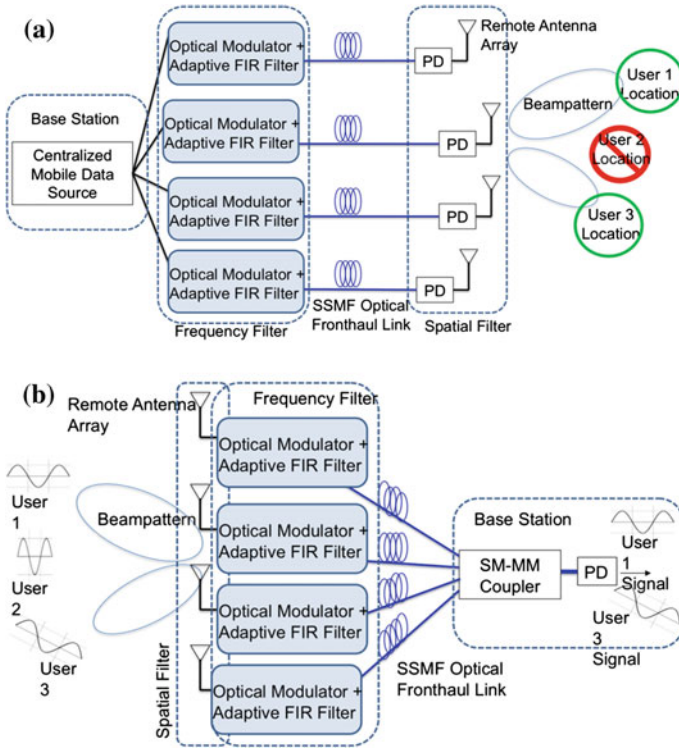 (a)
Optical Modulator +
Adaptive FIR Filter
Remote Antenna
Array
PD
User 1
Location
Beampattern
Base Station
Optical Modulator +
Adaptive FIR Filter
PD
User 2
Location
Centralized
Mobile Data
Source
Optical Modulator +
Adaptive FIR Filter
PD
User 3
Location
Optical Modulator +
Adaptive FIR Filter
PD
SSMF Optical
Fronthaul Link
Frequency Filter
Spatial Filter
(b)
Remote Antenna
Array
Frequency Filter
Optical Modulator +
Adaptive FIR Filter
User
1
Beampattern
Optical Modulator +
Adaptive FIR Filter
Base Station
User
1
Signal
SM-MM
Coupler
PD
User
2
Optical Modulator +
Adaptive FIR Filter
User
3
Signal
User
3
Spatial Filter
SSMF Optical
Fronthaul Link
Optical Modulator +
Adaptive FIR Filter